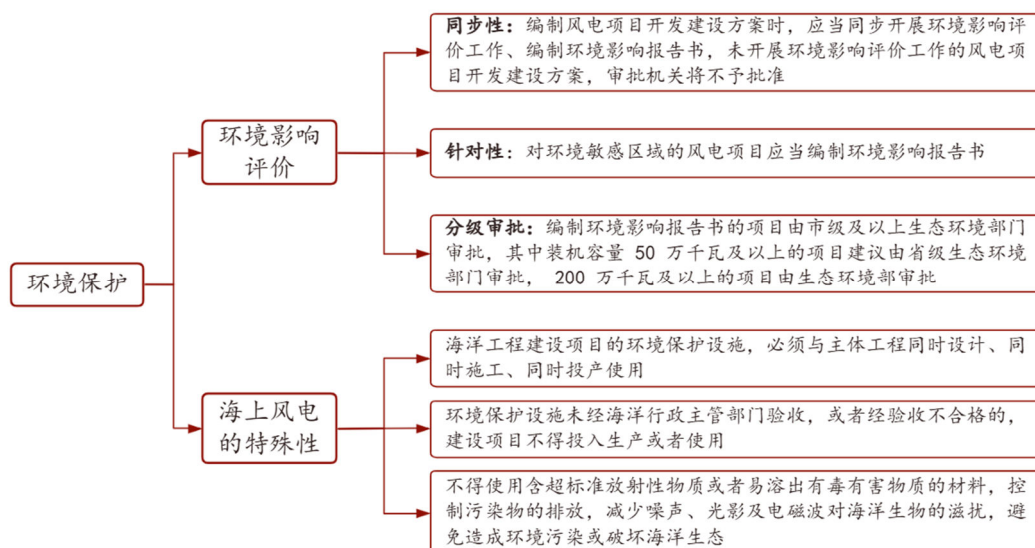 同步性：编制风电项目开发建设方案时，应当同步开展环境影响评
价工作、编制环境影响报告书，未开展环境影响评价工作的风电项
目开发建设方案，审批机关将不予批准
环境影响
评价
针对性：对环境敏感区域的风电项目应当编制环境影响报告书
分级审批：编制环境影响报告书的项目由市级及以上生态环境部门
审批，其中装机容量 50 万千瓦及以上的项目建议由省级生态环境
部门审批， 200 万千瓦及以上的项目由生态环境部审批
环境保护
海洋工程建设项目的环境保护设施，必须与主体工程同时设计、同
时施工、同时投产使用
海上风电
的特殊性
环境保护设施未经海洋行政主管部门验收，或者经验收不合格的，
建设项目不得投入生产或者使用
不得使用含超标准放射性物质或者易溶出有毒有害物质的材料，控
制污染物的排放，减少噪声、光影及电磁波对海洋生物的滋扰，避
免造成环境污染或破坏海洋生态